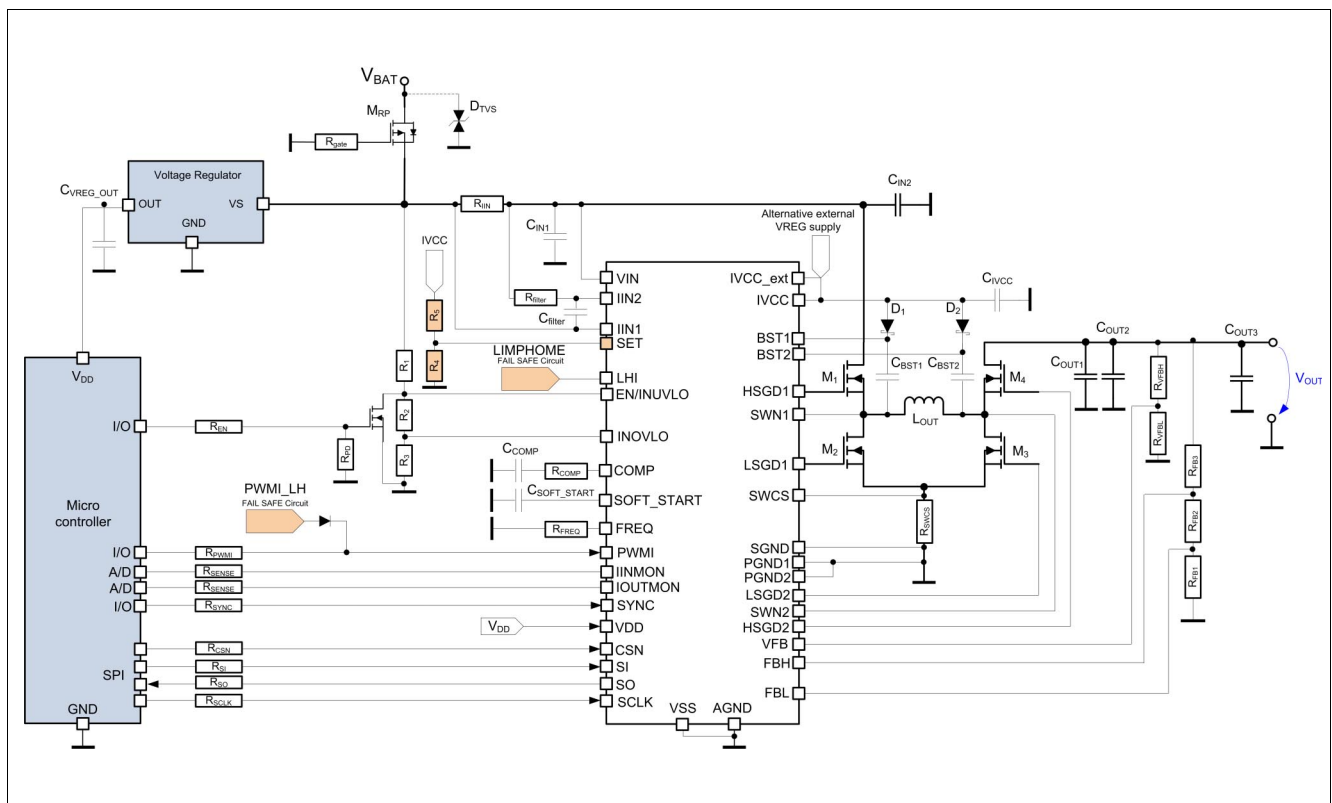 VBAT
MRP
DTVS
Rgate
Voltage Regulator
CVREG_OUT
OUT
VS
GND
RIIN
CIN1
CIN2
Alternative external
VREG supply
IVCC
R5
R4
Rfilter
Cfilter
LIMPHOME
FAIL SAFE Circuit
R1
R2
R3
VDD
I/O
REN
RPD
Micro
controller
PWMI_LH
FAIL SAFE Circuit
CCOMP
RCOMP
CSOFT_START
RFREQ
I/O
RPWMI
A/D
RSENSE
A/D
RSENSE
I/O
RSYNC
VDD
SPI
RCSN
RSI
RSO
RSCLK
GND
VIN
IIN2
IIN1
SET
LHI
EN/INUVLO
INOVLO
COMP
SOFT_START
FREQ
PWMI
IINMON
IOUTMON
SYNC
VDD
CSN
SI
SO
SCLK
VSS
AGND
IVCC_ext
IVCC
BST1
BST2
HSGD1
SWN1
LSGD1
SWCS
SGND
PGND1
PGND2
LSGD2
SWN2
HSGD2
VFB
FBH
FBL
D1
D2
CIVCC
CBST1
CBST2
M1
M4
LOUT
M2
M3
RSWCS
COUT1
COUT2
COUT3
RVFBH
RVFBL
RFB3
RFB2
RFB1
VOUT